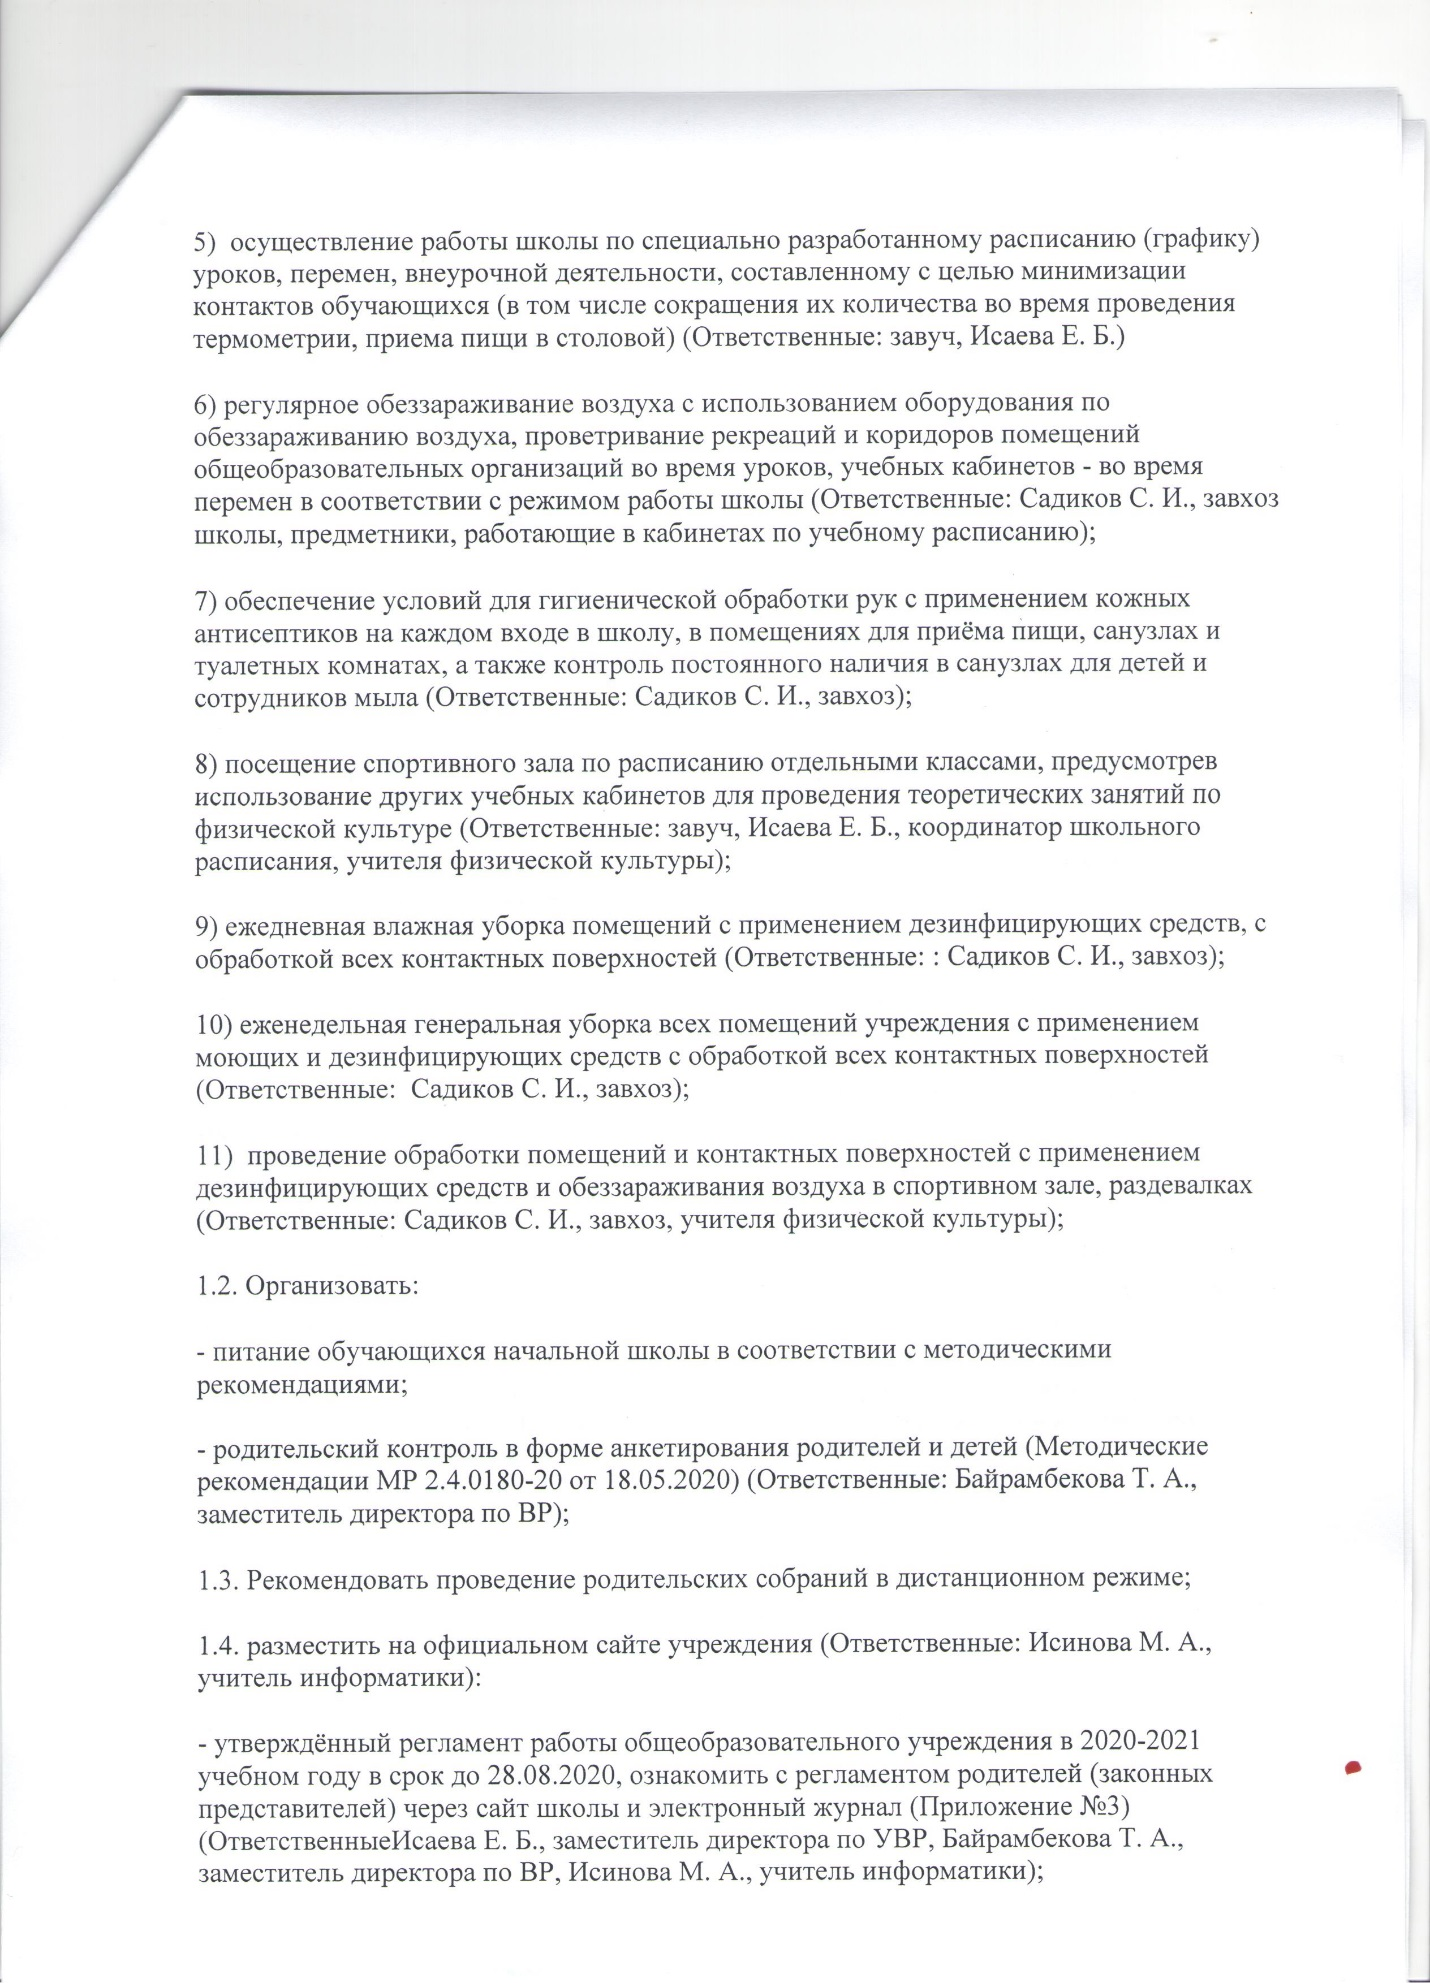 5)  осуществление работы школы по специально разработанному расписанию (графику)
уроков, перемен, внеурочной деятельности, составленному с целью минимизации
контактов обучающихся (в том числе сокращения их количества во время проведения
термометрии, приема пищи в столовой) (Ответственные: завуч, Исаева Е. Б.)
6) регулярное обеззараживание воздуха с использованием оборудования по
обеззараживанию воздуха, проветривание рекреаций и коридоров помещений
общеобразовательных организаций во время уроков, учебных кабинетов - во время
перемен в соответствии с режимом работы школы (Ответственные: Садиков С. И., завхоз
школы, предметники, работающие в кабинетах по учебному расписанию);
7) обеспечение условий для гигиенической обработки рук с применением кожных
антисептиков на каждом входе в школу, в помещениях для приёма пищи, санузлах и
туалетных комнатах, а также контроль постоянного наличия в санузлах для детей и
сотрудников мыла (Ответственные: Садиков С. И., завхоз);
8) посещение спортивного зала по расписанию отдельными классами, предусмотрев
использование других учебных кабинетов для проведения теоретических занятий по
физической культуре (Ответственные: завуч, Исаева Е. Б., координатор школьного
расписания, учителя физической культуры);
9) ежедневная влажная уборка помещений с применением дезинфицирующих средств, с
обработкой всех контактных поверхностей (Ответственные: : Садиков С. И., завхоз);
10) еженедельная генеральная уборка всех помещений учреждения с применением
моющих и дезинфицирующих средств с обработкой всех контактных поверхностей
(Ответственные:  Садиков С. И., завхоз);
11)  проведение обработки помещений и контактных поверхностей с применением
дезинфицирующих средств и обеззараживания воздуха в спортивном зале, раздевалках
(Ответственные: Садиков С. И., завхоз, учителя физической культуры);
1.2. Организовать:
- питание обучающихся начальной школы в соответствии с методическими
рекомендациями;
- родительский контроль в форме анкетирования родителей и детей (Методические
рекомендации МР 2.4.0180-20 от 18.05.2020) (Ответственные: Байрамбекова Т. А.,
заместитель директора по ВР);
1.3. Рекомендовать проведение родительских собраний в дистанционном режиме;
1.4. разместить на официальном сайте учреждения (Ответственные: Исинова М. А.,
учитель информатики):
- утверждённый регламент работы общеобразовательного учреждения в 2020-2021
учебном году в срок до 28.08.2020, ознакомить с регламентом родителей (законных
представителей) через сайт школы и электронный журнал (Приложение №3)
(ОтветственныеИсаева Е. Б., заместитель директора по УВР, Байрамбекова Т. А.,
заместитель директора по ВР, Исинова М. А., учитель информатики);